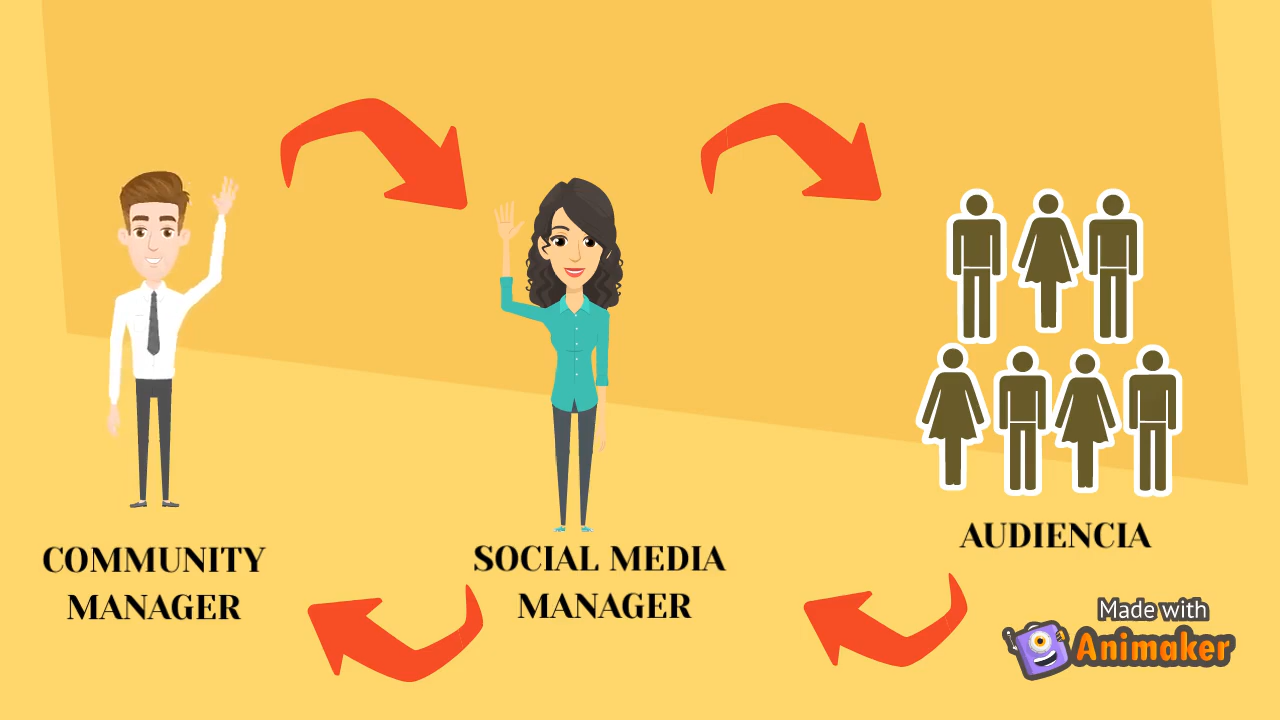 COMMUNITY
MANAGER
SOCIAL MEDIA
MANAGER
AUDIENCIA
Made with
Animaker